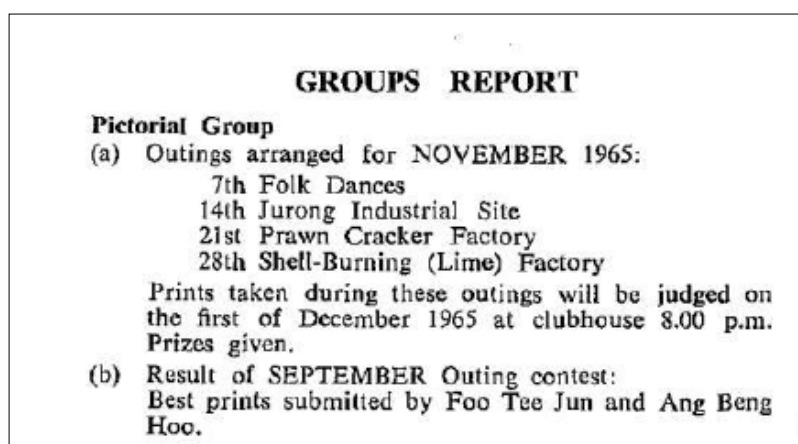 GROUPS REPORT
Pictorial Group
(a) Outings arranged for NOVEMBER 1965:
7th Folk Dances
14th Jurong Industrial Site
21st Prawn Cracker Factory
28th Shell-Burning (Lime) Factory
Prints taken during these outings will be judged on
the first of December 1965 at clubhouse 8.00 p.m.
Prizes given.
(b) Result of SEPTEMBER Outing contest:
Best prints submitted by Foo Tee Jun and Ang Beng
Hoo.